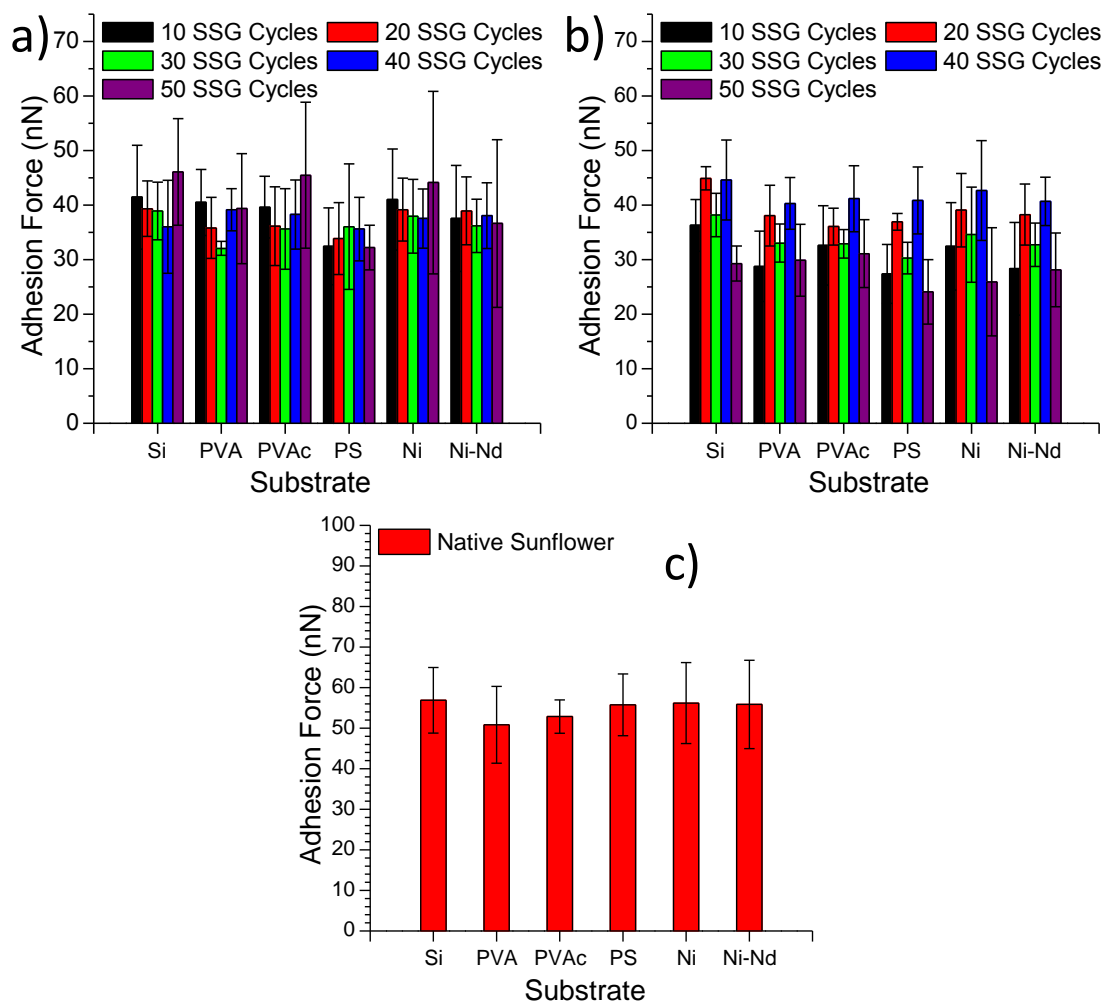 a)
10 SSG Cycles 20 SSG Cycles
30 SSG Cycles 40 SSG Cycles
50 SSG Cycles
70
60
50
40
30
20
10
0
Adhesion Force (nN)
Si PVA PVAc PS Ni Ni-Nd
Substrate
b)
10 SSG Cycles 20 SSG Cycles
30 SSG Cycles 40 SSG Cycles
50 SSG Cycles
70
60
50
40
30
20
10
0
Adhesion Force (nN)
Si PVA PVAc PS Ni Ni-Nd
Substrate
c)
Native Sunflower
100
90
80
70
60
50
40
30
20
10
0
Adhesion Force (nN)
Si PVA PVAc PS Ni Ni-Nd
Substrate